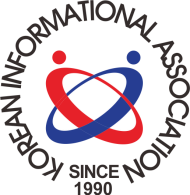 KOREAN INFORMATIONAL ASSOCIATION
SINCE
1990